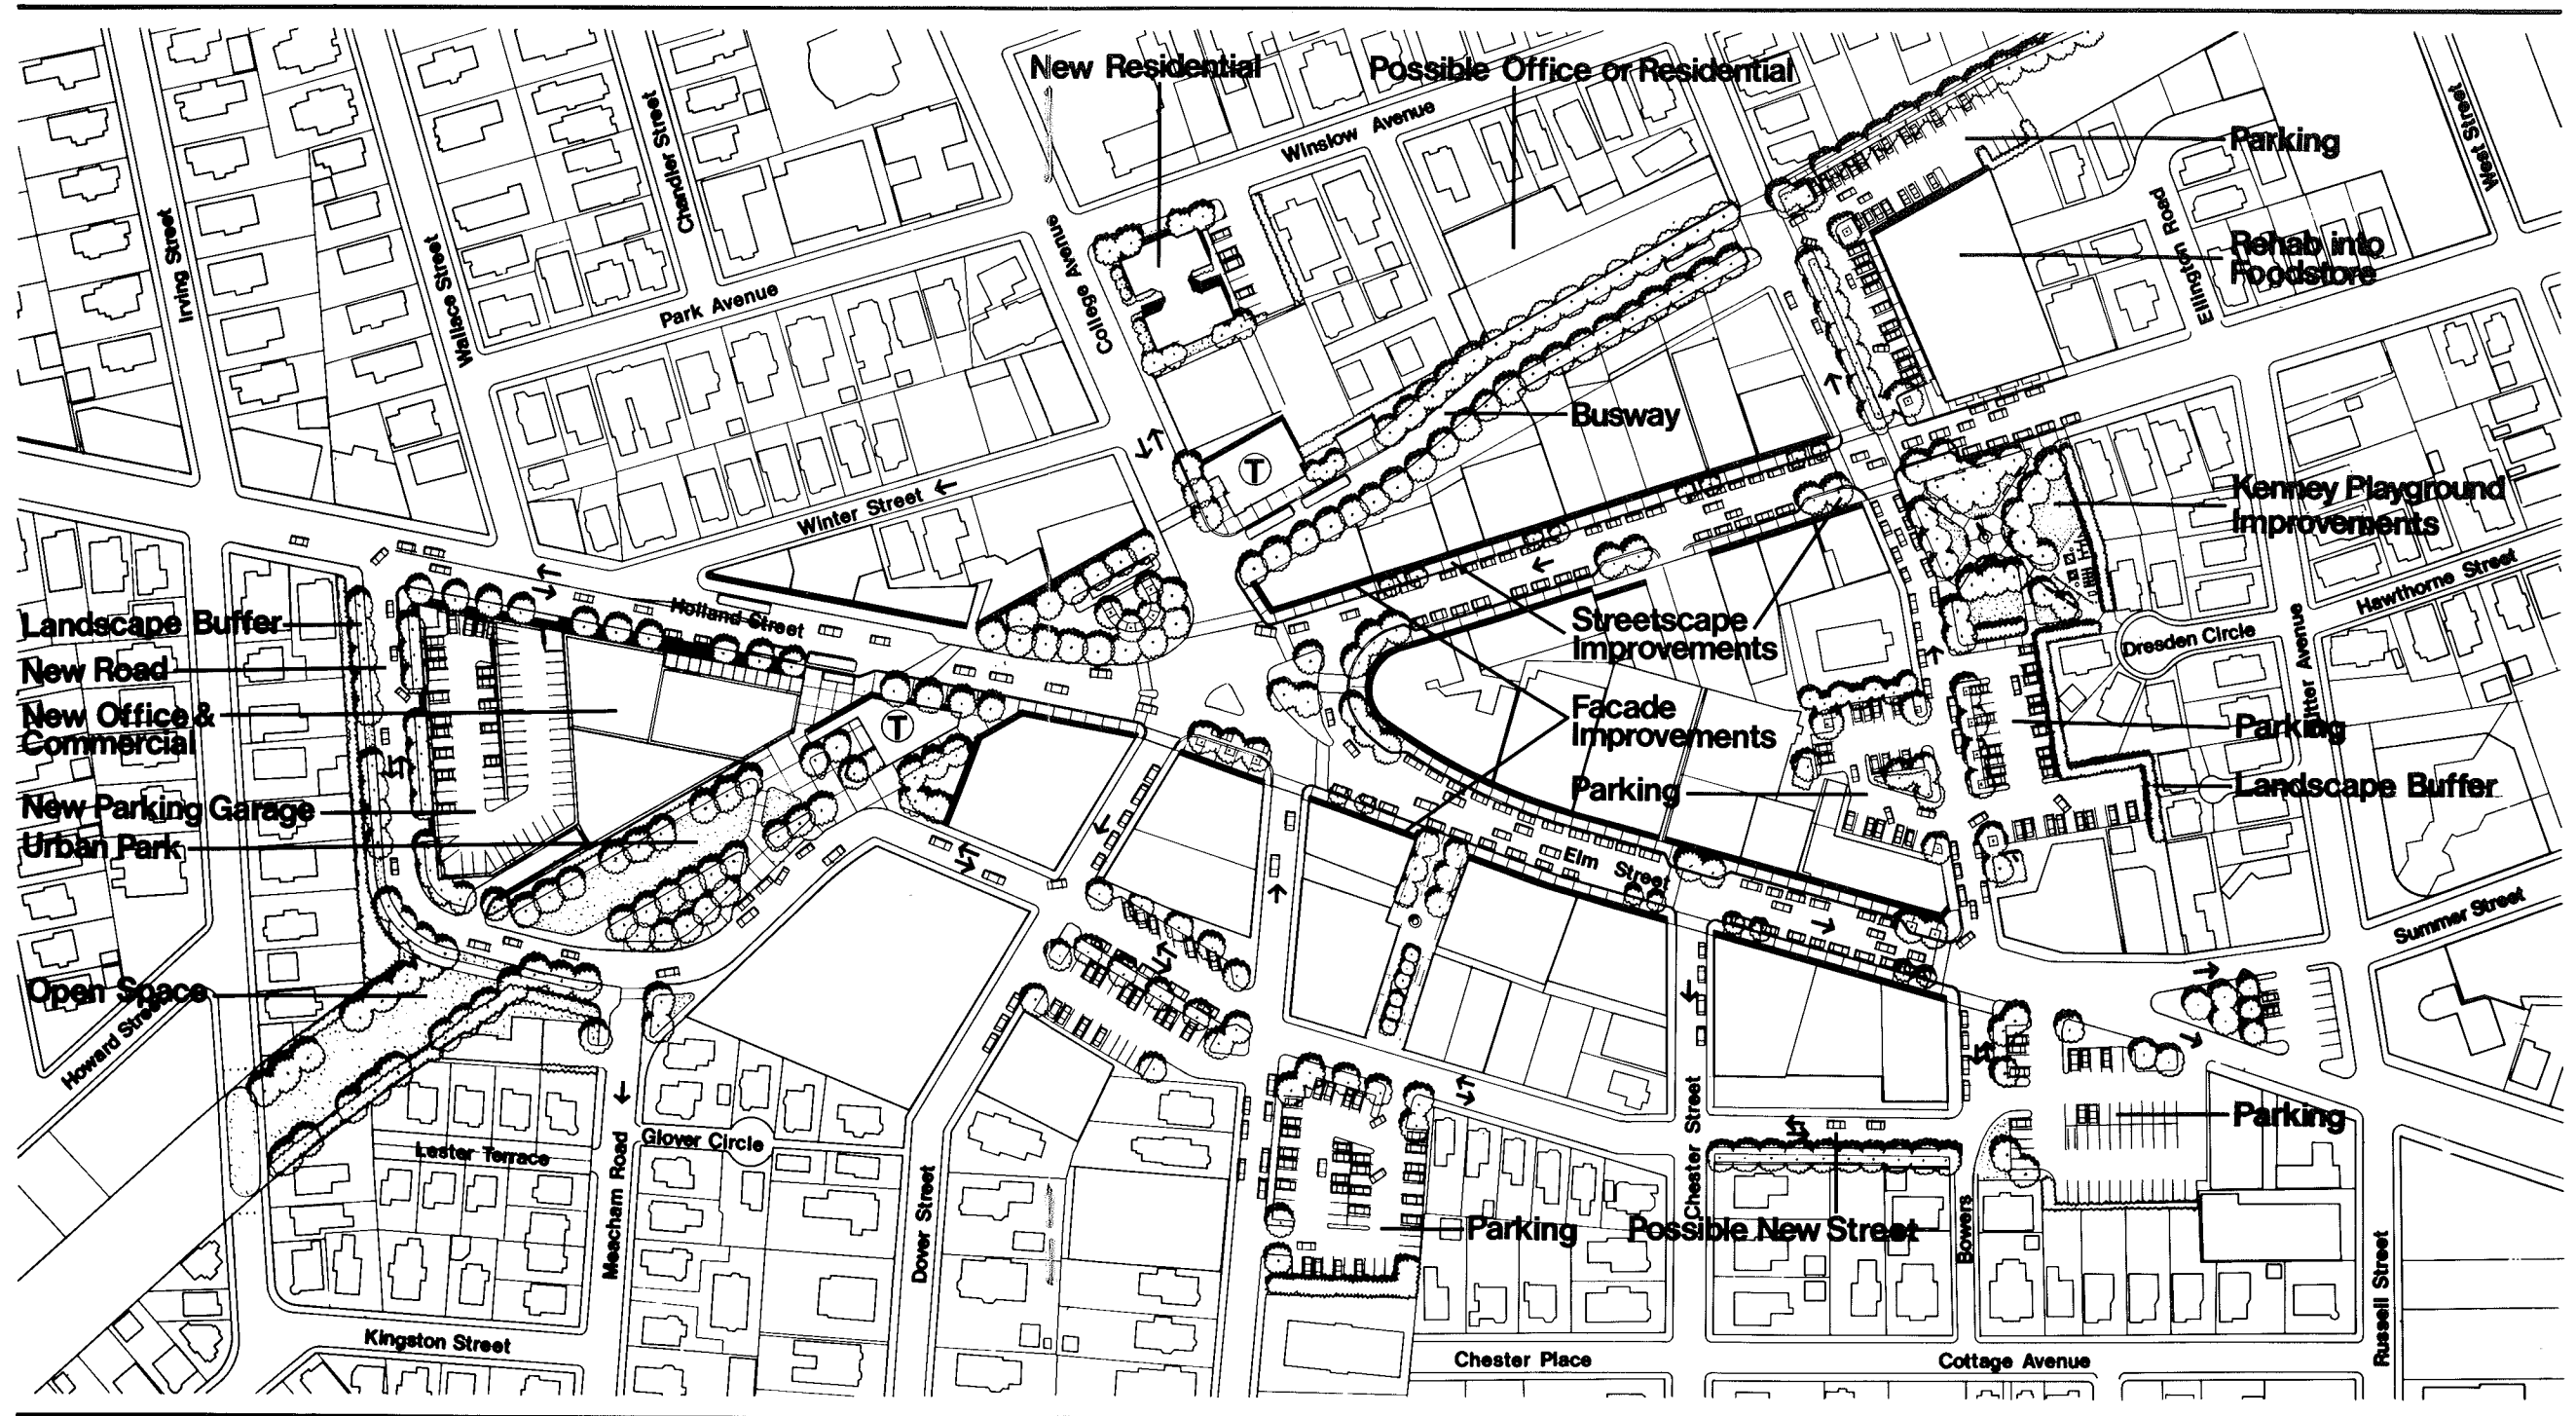 New Residential
Possible Office or Residential
Winslow Avenue
Parking
West Street
Chandler Street
Irving Street
Wallace Street
College Avenue
Ellington Road
Rehab into
Foodstore
Park Avenue
Busway
T
Winter Street
Kenney Playground
Improvements
Hawthorne Street
Landscape Buffer
Holland Street
Streetscape
Improvements
Dresden Circle
New Road
New Office &
Commercial
T
Facade
Improvements
Parking
Parking
Landscape Buffer
New Parking Garage
Urban Park
Elm Street
Summer Street
Open Space
Howard Street
Lester Terrace
Glover Circle
Meacham Road
Dover Street
Parking
Chester Street
Possible New Street
Bowers
Parking
Russell Street
Kingston Street
Chester Place
Cottage Avenue